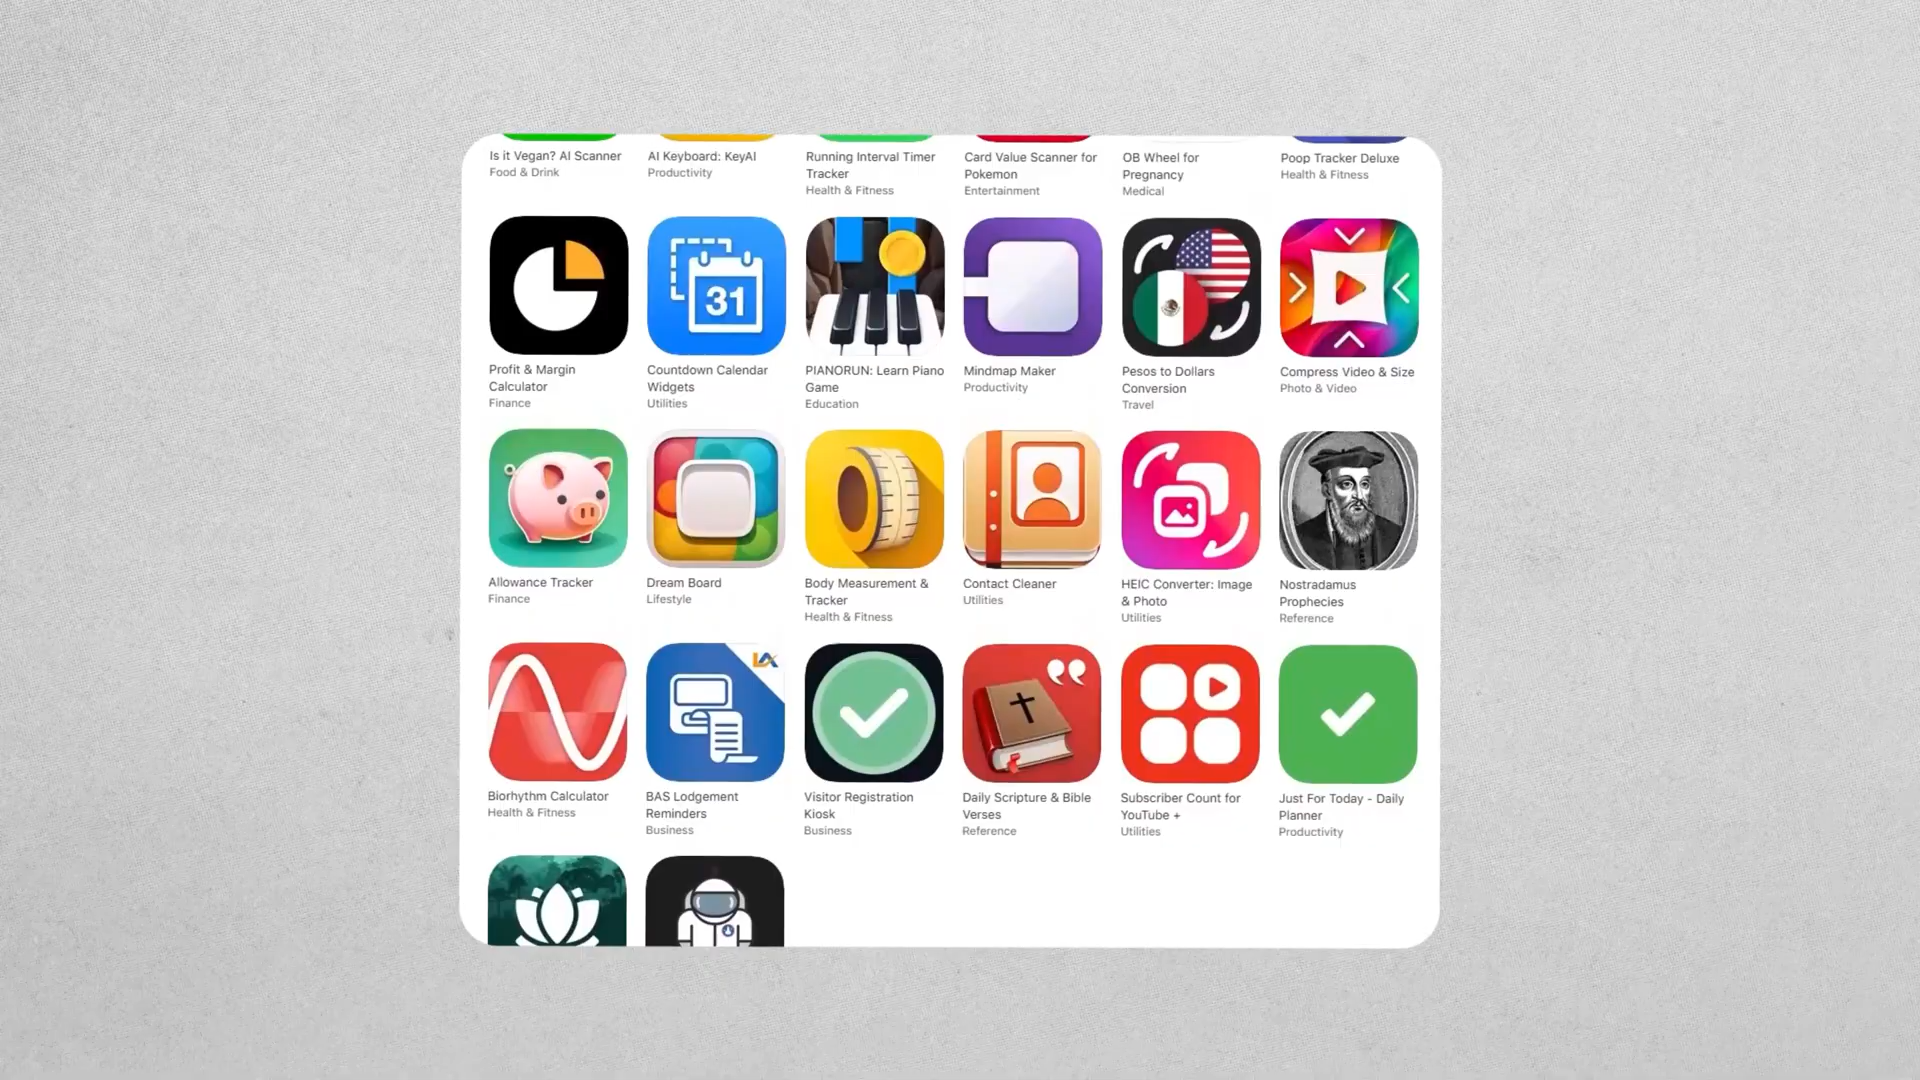 Is it Vegan? AI Scanner
Food & Drink
AI Keyboard: KeyAI
Productivity
Running Interval Timer
Tracker
Health & Fitness
Card Value Scanner for
Pokemon
Entertainment
OB Wheel for
Pregnancy
Medical
Poop Tracker Deluxe
Health & Fitness
31
Profit & Margin
Calculator
Finance
Countdown Calendar
Widgets
Utilities
PIANORUN: Learn Piano
Game
Education
Mindmap Maker
Productivity
Pesos to Dollars
Conversion
Travel
Compress Video & Size
Photo & Video
Allowance Tracker
Finance
Dream Board
Lifestyle
Body Measurement &
Tracker
Health & Fitness
Contact Cleaner
Utilities
HEIC Converter: Image
& Photo
Utilities
Nostradamus
Prophecies
Reference
LA
Biorhythm Calculator
Health & Fitness
BAS Lodgement
Reminders
Business
Visitor Registration
Kiosk
Business
Daily Scripture & Bible
Verses
Reference
Subscriber Count for
YouTube +
Utilities
Just For Today - Daily
Planner
Productivity